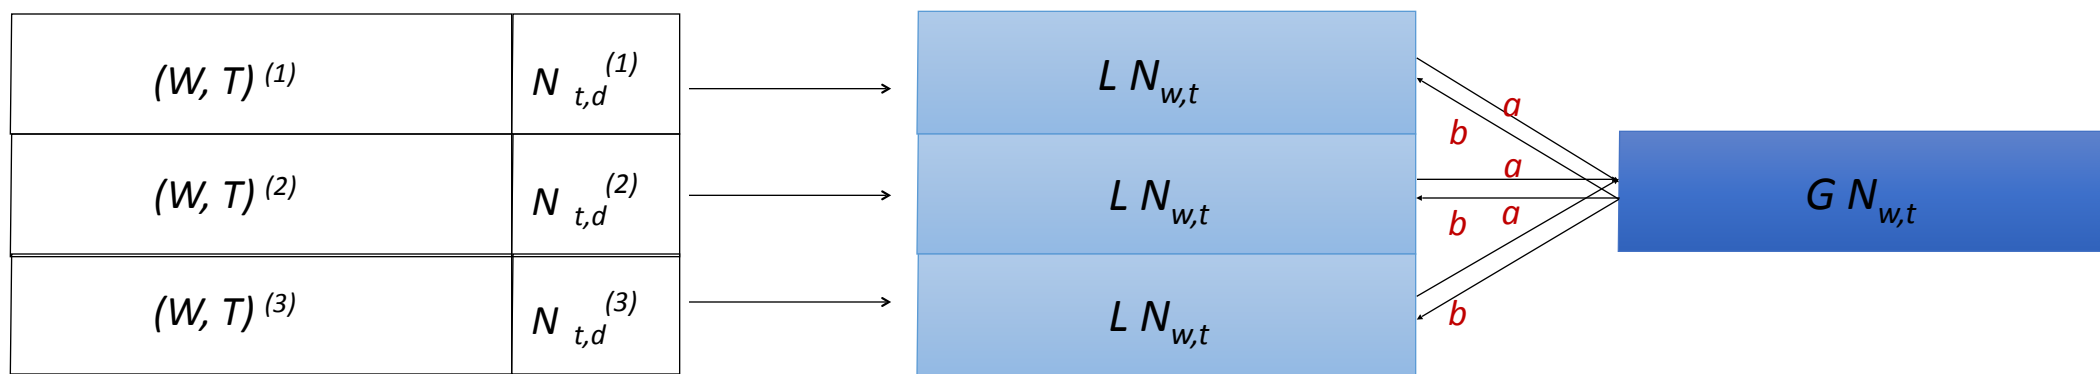 (W, T) (1) N t,d (1) L N w,t
a
b
(W, T) (2) N t,d (2) a L N w,t G N w,t
b a
(W, T) (3) N t,d (3) L N w,t
b